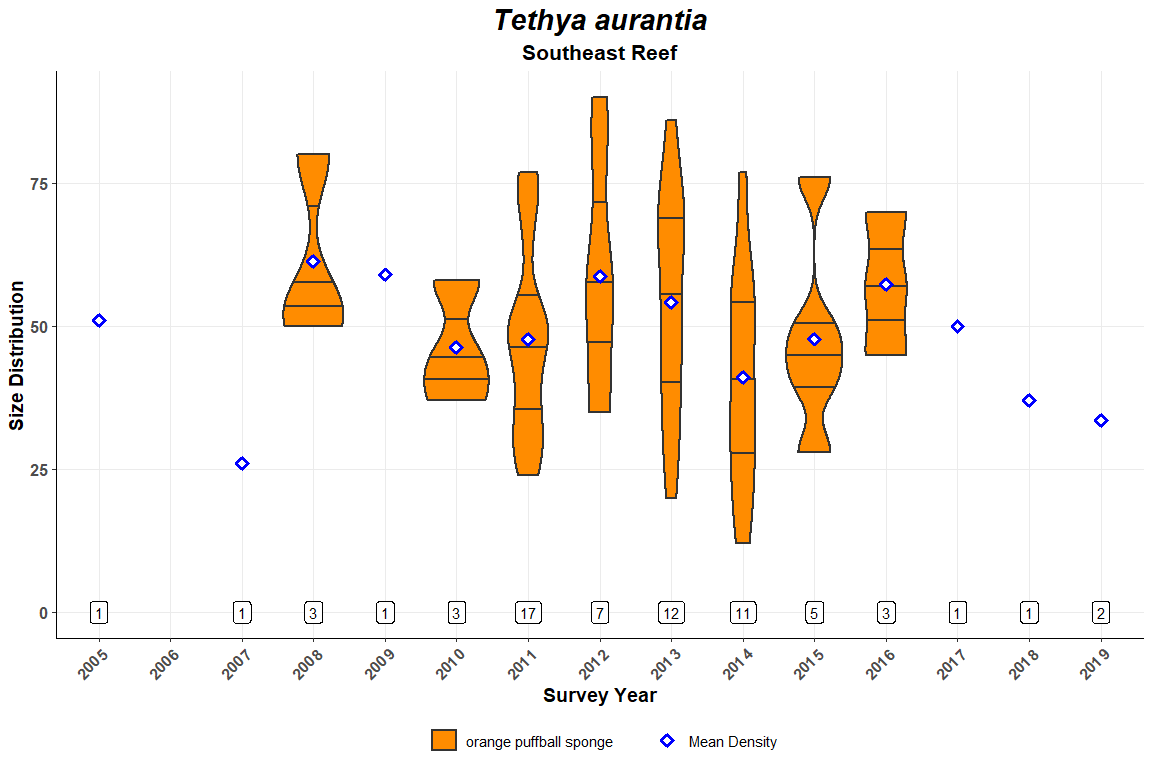 Tethya aurantia
Southeast Reef
Size Distribution
75
50
25
0
1 1 3 1 3 17 7 12 11 5 3 1 1 2
2005 2006 2007 2008 2009 2010 2011 2012 2013 2014 2015 2016 2017 2018 2019
Survey Year
orange puffball sponge Mean Density